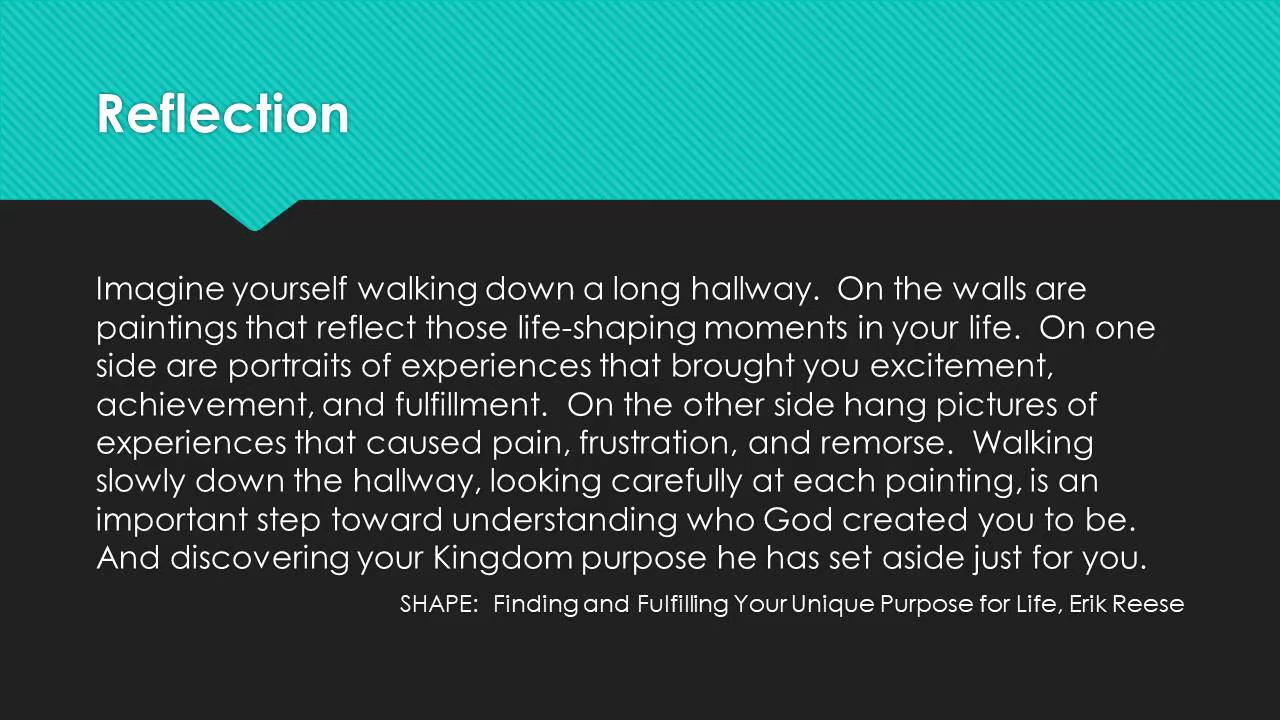 Reflection
Imagine yourself walking down a long hallway.  On the walls are
paintings that reflect those life-shaping moments in your life.  On one
side are portraits of experiences that brought you excitement,
achievement, and fulfillment.  On the other side hang pictures of
experiences that caused pain, frustration, and remorse.  Walking
slowly down the hallway, looking carefully at each painting, is an
important step toward understanding who God created you to be.
And discovering your Kingdom purpose he has set aside just for you.
SHAPE:  Finding and Fulfilling Your Unique Purpose for Life, Erik Reese